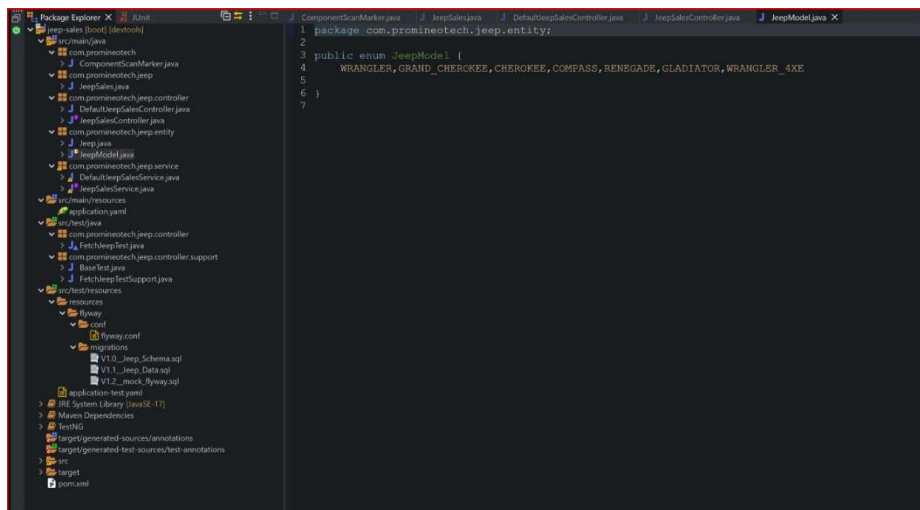 Package Explorer JUnit
jeep-sales [boot] [devtools]
src/main/java
com.promineotech
ComponentScanMarker.java
com.promineotech.jeep
JeepSales.java
com.promineotech.jeep.controller
DefaultJeepSalesController.java
JeepSalesController.java
com.promineotech.jeep.entity
Jeep.java
JeepModel.java
com.promineotech.jeep.service
DefaultJeepSalesService.java
JeepSalesService.java
src/main/resources
application.yaml
src/test/java
com.promineotech.jeep.controller
FetchJeepTest.java
com.promineotech.jeep.controller.support
BaseTest.java
FetchJeepTestSupport.java
src/test/resources
resources
flyway
conf
flyway.conf
migrations
V1.0__Jeep_Schema.sql
V1.1__Jeep_Data.sql
V1.2__mock_flyway.sql
application-test.yaml
JRE System Library [JavaSE-17]
Maven Dependencies
TestNG
target/generated-sources/annotations
target/generated-test-sources/test-annotations
src
target
pom.xml
ComponentScanMarker.java JeepSales.java DefaultJeepSalesController.java JeepSalesController.java JeepModel.java
1 package com.promineotech.jeep.entity;
2
3 public enum JeepModel {
4 WRANGLER,GRAND_CHEROKEE,CHEROKEE,COMPASS,RENEGADE,GLADIATOR,WRANGLER_4XE
5
6 }
7